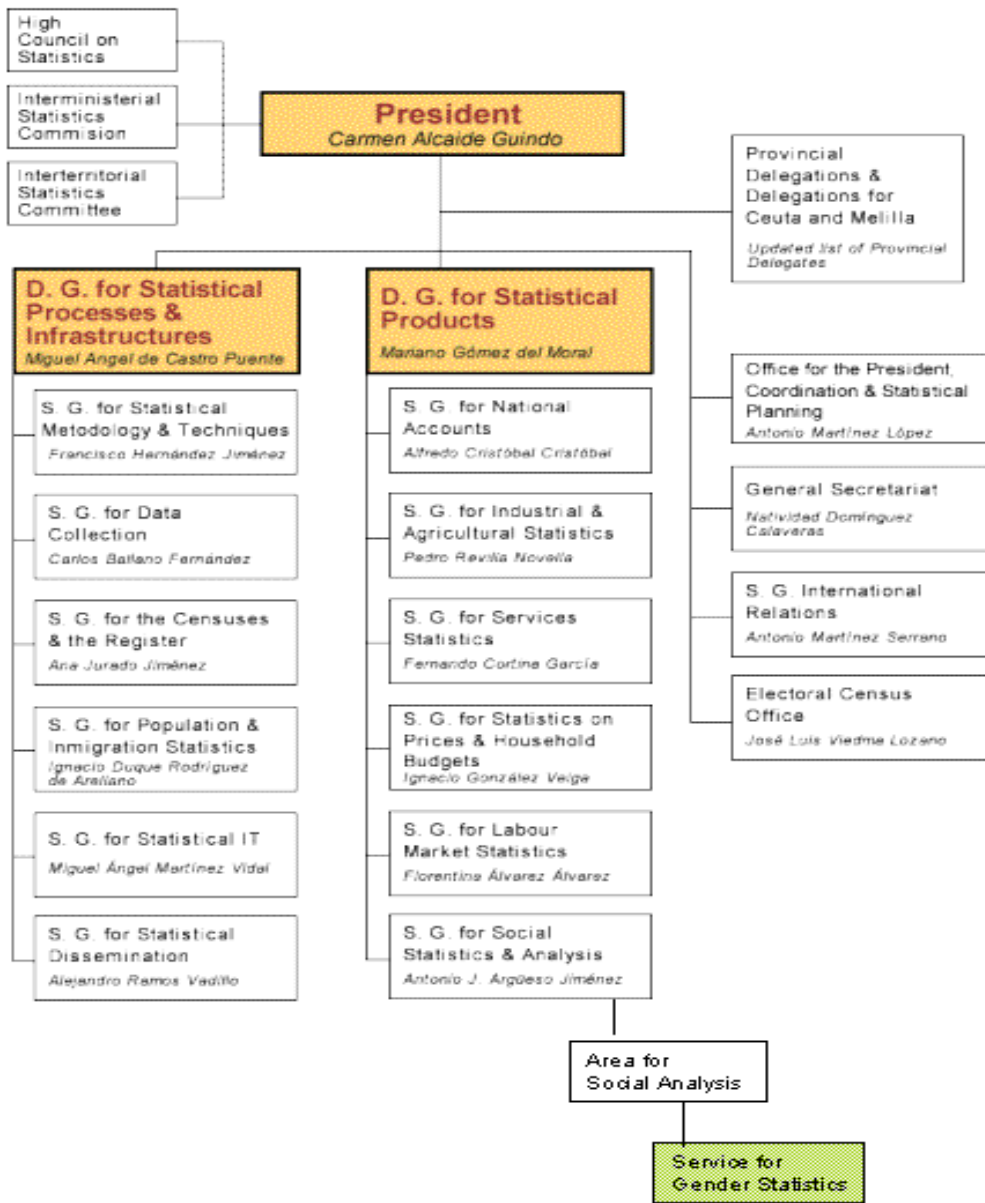 High
Council on
Statistics
Interministerial
Statistics
Commision
Interterritorial
Statistics
Committee
President
Carmen Alcaide Guindo
Provincial
Delegations &
Delegations for
Ceuta and Melilla
Updated list of Provincial
Delegates
D. G. for Statistical
Processes &
Infrastructures
Miguel Angel de Castro Puente
S. G. for Statistical
Metodology & Techniques
Francisco Hernández Jiménez
S. G. for Data
Collection
Carlos Ballano Fernández
S. G. for the Censuses
& the Register
Ana Jurado Jiménez
S. G. for Population &
Inmigration Statistics
Ignacio Duque Rodríguez
de Arellano
S. G. for Statistical IT
Miguel Ángel Martínez Vidal
S. G. for Statistical
Dissemination
Alejandro Ramos Vadillo
D. G. for Statistical
Products
Mariano Gómez del Moral
S. G. for National
Accounts
Alfredo Cristóbal Cristóbal
S. G. for Industrial &
Agricultural Statistics
Pedro Revilla Novella
S. G. for Services
Statistics
Fernando Cortina García
S. G. for Statistics on
Prices & Household
Budgets
Ignacio González Veiga
S. G. for Labour
Market Statistics
Florentina Álvarez Álvarez
S. G. for Social
Statistics & Analysis
Antonio J. Argüeso Jiménez
Area for
Social Analysis
Service for
Gender Statistics
Office for the President,
Coordination & Statistical
Planning
Antonio Martínez López
General Secretariat
Natividad Domínguez
Calaveras
S. G. International
Relations
Antonio Martínez Serrano
Electoral Census
Office
José Luis Viedma Lozano